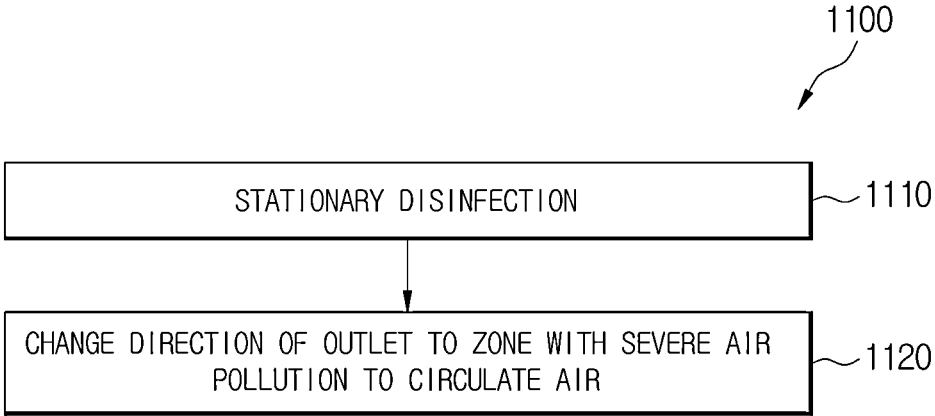 1100
STATIONARY DISINFECTION
1110
CHANGE DIRECTION OF OUTLET TO ZONE WITH SEVERE AIR
POLLUTION TO CIRCULATE AIR
1120